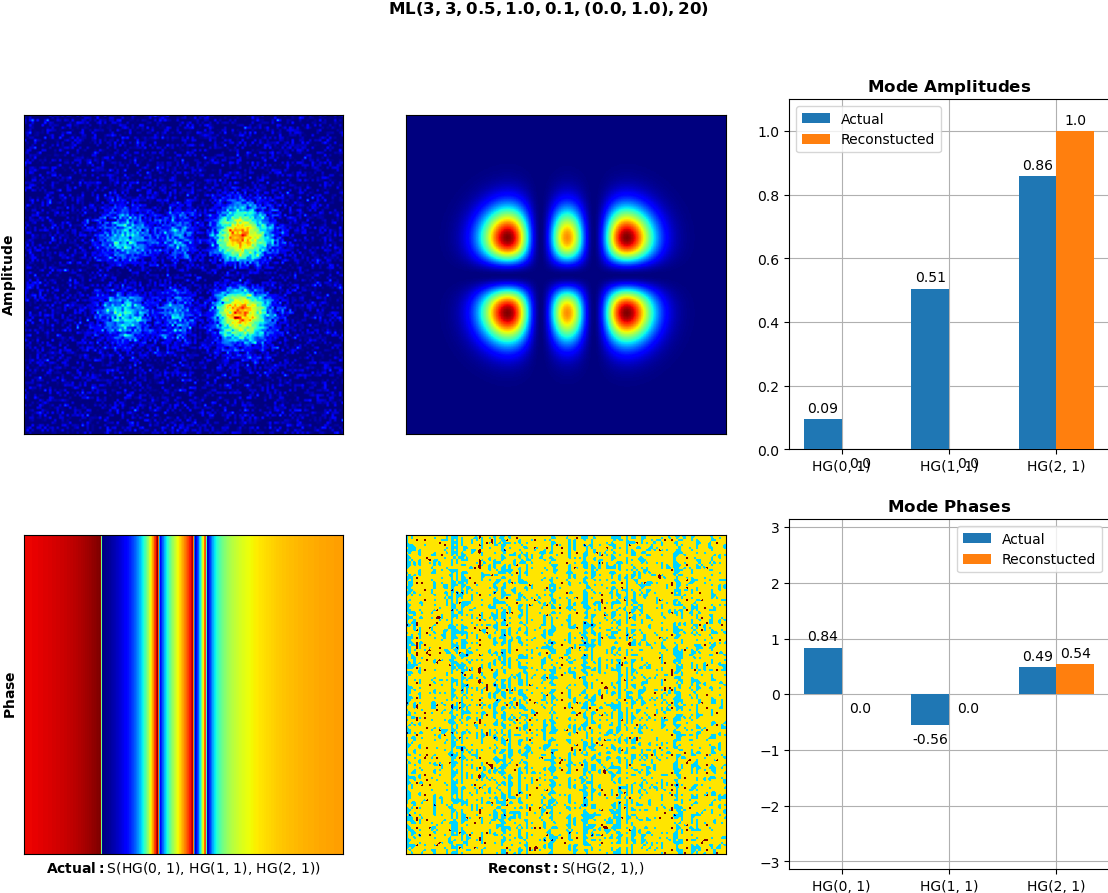 ML(3, 3, 0.5, 1.0, 0.1, (0.0, 1.0), 20)
Amplitude
Mode Amplitudes
Actual
Reconstucted
1.0
0.8
0.6
0.4
0.2
0.0
0.09
0.0
0.51
0.0
0.86
1.0
HG(0, 1)
HG(1, 1)
HG(2, 1)
Phase
Actual: S(HG(0, 1), HG(1, 1), HG(2, 1))
Reconst: S(HG(2, 1),)
Mode Phases
Actual
Reconstucted
3
2
1
0
−1
−2
−3
0.84
0.0
-0.56
0.0
0.49
0.54
HG(0, 1)
HG(1, 1)
HG(2, 1)